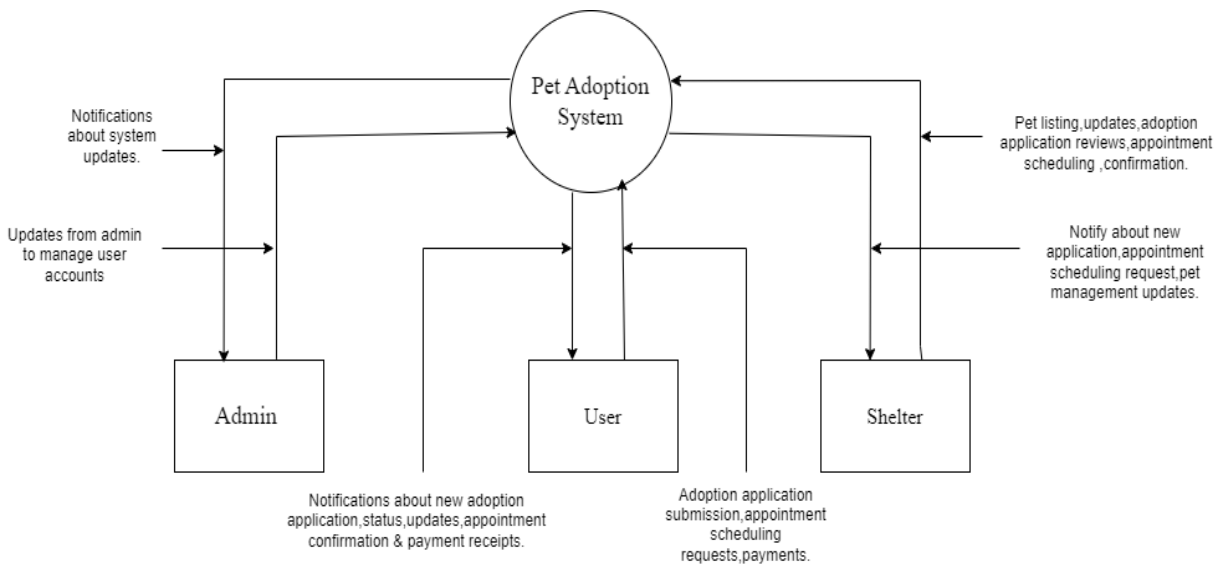 Pet Adoption
System
Notifications
about system
updates.
Pet listing,updates,adoption
application reviews,appointment
scheduling ,confirmation.
Updates from admin
to manage user
accounts
Notify about new
application,appointment
scheduling request,pet
management updates.
Admin
User
Shelter
Notifications about new adoption
application,status,updates,appointment
confirmation & payment receipts.
Adoption application
submission,appointment
scheduling
requests,payments.